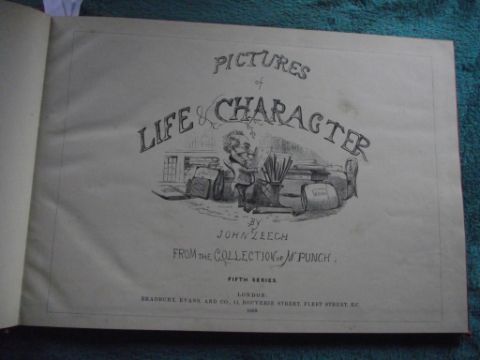 PICTURES
of
LIFE & CHARACTER
BY
JOHN LEECH
FROM THE COLLECTION OF Mr PUNCH.
FIFTH SERIES.
LONDON:
BRADBURY, EVANS, AND CO., 11, BOUVERIE STREET, FLEET STREET, E.C.